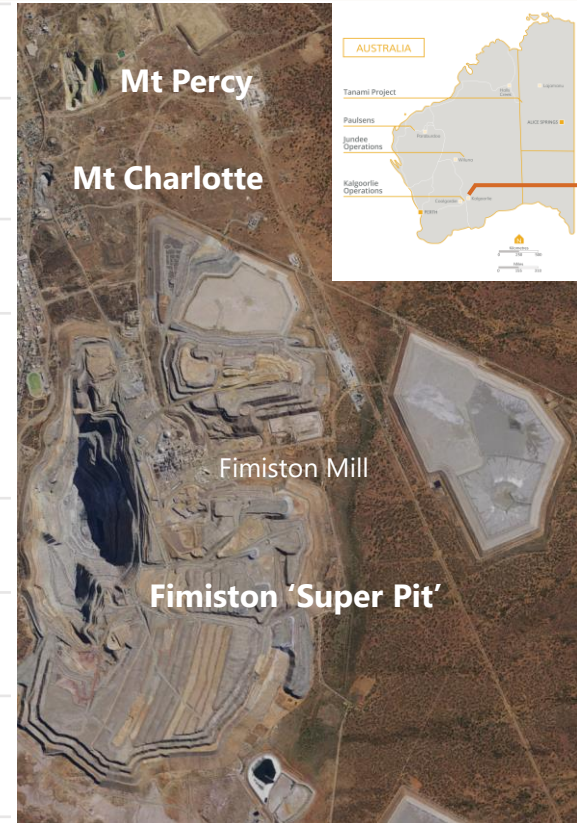 Mt Percy
Mt Charlotte
Fimiston Mill
Fimiston ‘Super Pit’
AUSTRALIA
Tanami Project
Paulsens
Jundee
Operations
Kalgoorlie
Operations
ALICE SPRINGS
PERTH
Kalgoorlie